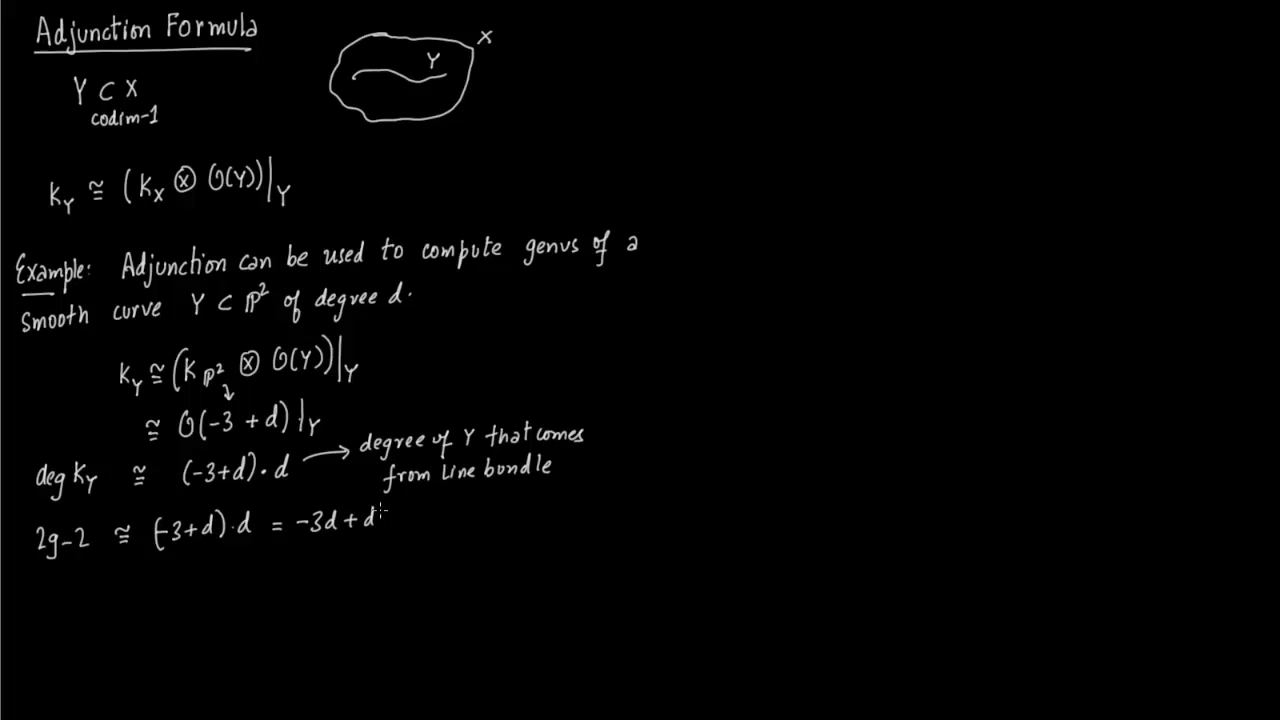 Adjunction Formula
X
Y
Y ⊂ X
codim-1
K_Y ≅ (K_X ⊗ O(Y))|_Y
Example: Adjunction can be used to compute genus of a
smooth curve Y ⊂ ℙ² of degree d.
K_Y ≅ (K_ℙ² ⊗ O(Y))|_Y
≅ O(-3 + d)|_Y
deg K_Y ≅ (-3+d)·d → degree of Y that comes
from Line bundle
2g-2 ≅ (-3+d)·d = -3d + d